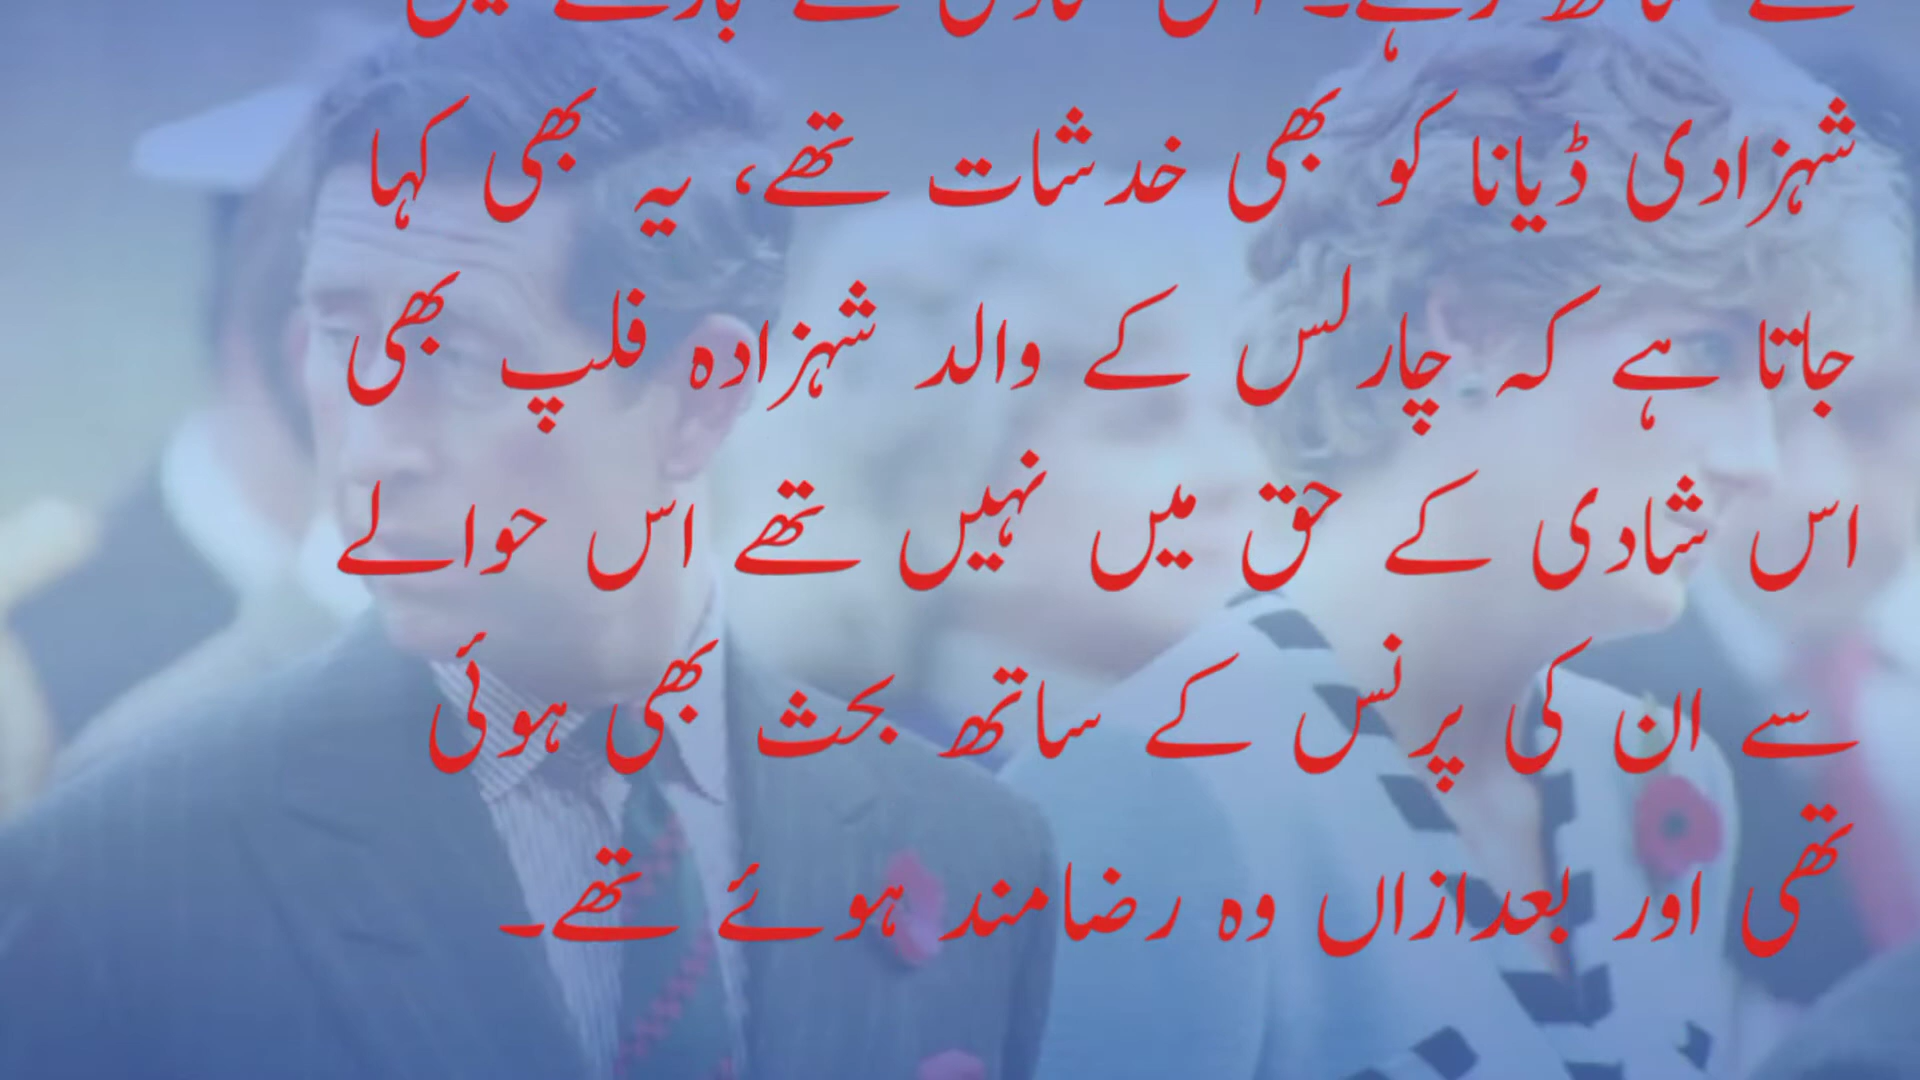 شہزادی ڈیانا کو بھی خدشات تھے، یہ بھی کہا
جاتا ہے کہ چارلس کے والد شہزادہ فلپ بھی
اس شادی کے حق میں نہیں تھے اس حوالے
سے ان کی پرنس کے ساتھ بحث بھی ہوئی
تھی اور بعدازاں وہ رضامند ہوئے تھے۔